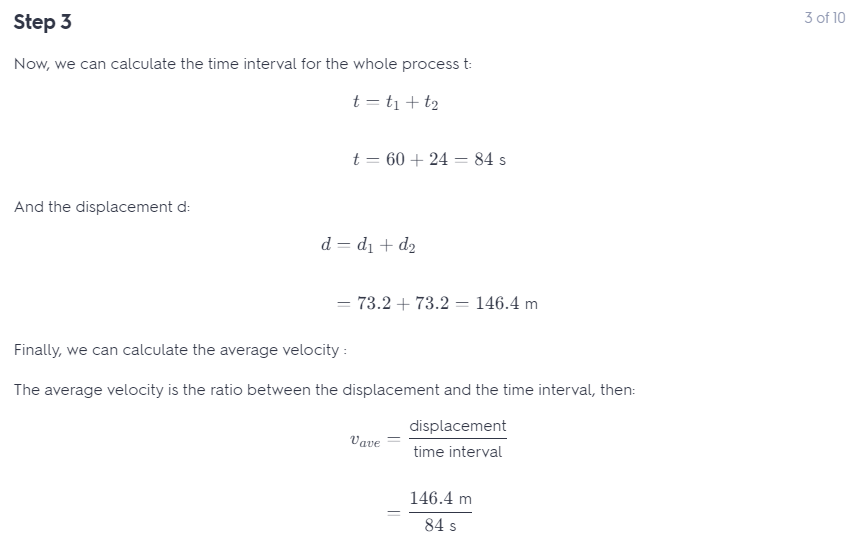 Step 3
3 of 10
Now, we can calculate the time interval for the whole process t:
t = t₁ + t₂
t = 60 + 24 = 84 s
And the displacement d:
d = d₁ + d₂
= 73.2 + 73.2 = 146.4 m
Finally, we can calculate the average velocity :
The average velocity is the ratio between the displacement and the time interval, then:
displacement
v_ave =
time interval
146.4 m
=
84 s